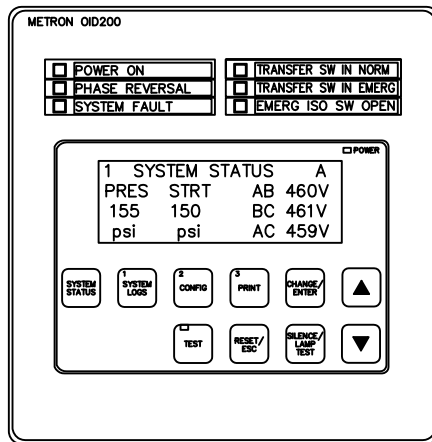 METRON OID200
POWER ON
PHASE REVERSAL
SYSTEM FAULT
TRANSFER SW IN NORM
TRANSFER SW IN EMERG
EMERG ISO SW OPEN
POWER
1 SYSTEM STATUS A
PRES STRT AB 460V
155 150 BC 461V
psi psi AC 459V
SYSTEM
STATUS
1
SYSTEM
LOGS
2
CONFIG
3
PRINT
CHANGE/
ENTER
TEST
RESET/
ESC
SILENCE/
LAMP
TEST